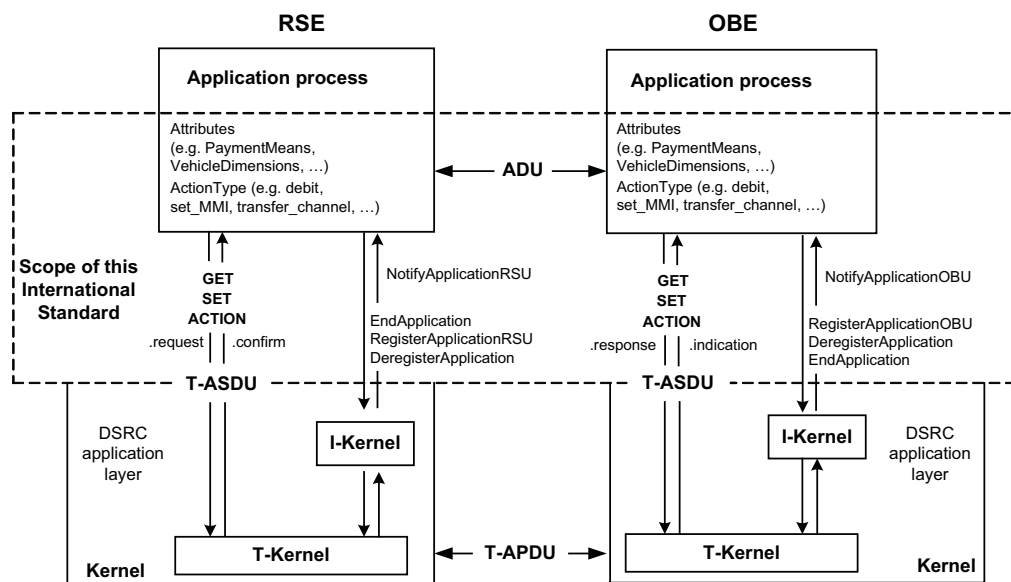 RSE
OBE
Application process
Attributes
(e.g. PaymentMeans,
VehicleDimensions, …)
ActionType (e.g. debit,
set_MMI, transfer_channel, …)
ADU
Application process
Attributes
(e.g. PaymentMeans,
VehicleDimensions, …)
ActionType (e.g. debit,
set_MMI, transfer_channel, …)
Scope of this
International
Standard
GET
SET
ACTION
.request
.confirm
NotifyApplicationRSU
EndApplication
RegisterApplicationRSU
DeregisterApplication
GET
SET
ACTION
.response
.indication
NotifyApplicationOBU
RegisterApplicationOBU
DeregisterApplication
EndApplication
T-ASDU
T-ASDU
DSRC
application
layer
I-Kernel
I-Kernel
DSRC
application
layer
T-Kernel
T-APDU
T-Kernel
Kernel
Kernel